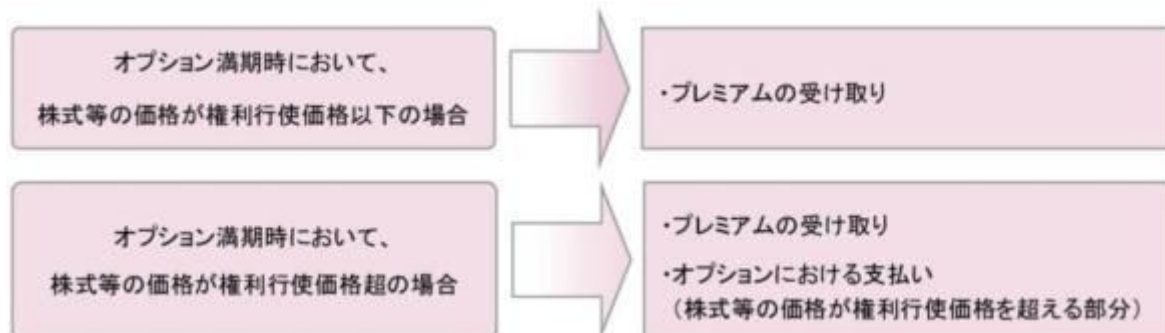 オプション満期時において、
株式等の価格が権利行使価格以下の場合
・プレミアムの受け取り
オプション満期時において、
株式等の価格が権利行使価格超の場合
・プレミアムの受け取り
・オプションにおける支払い
（株式等の価格が権利行使価格を超える部分）